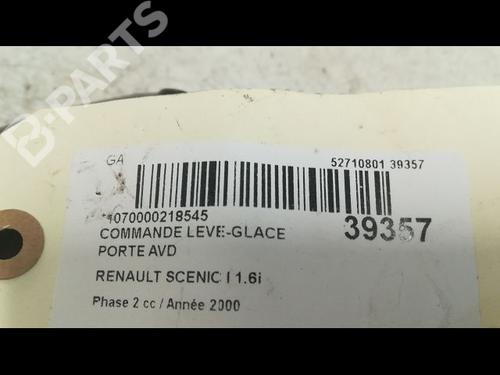 B-PARTS
GA
52710801 39357
*1070000218545
COMMANDE LEVE-GLACE
39357
PORTE AVD
RENAULT SCENIC I 1.6i
Phase 2 cc / Année 2000